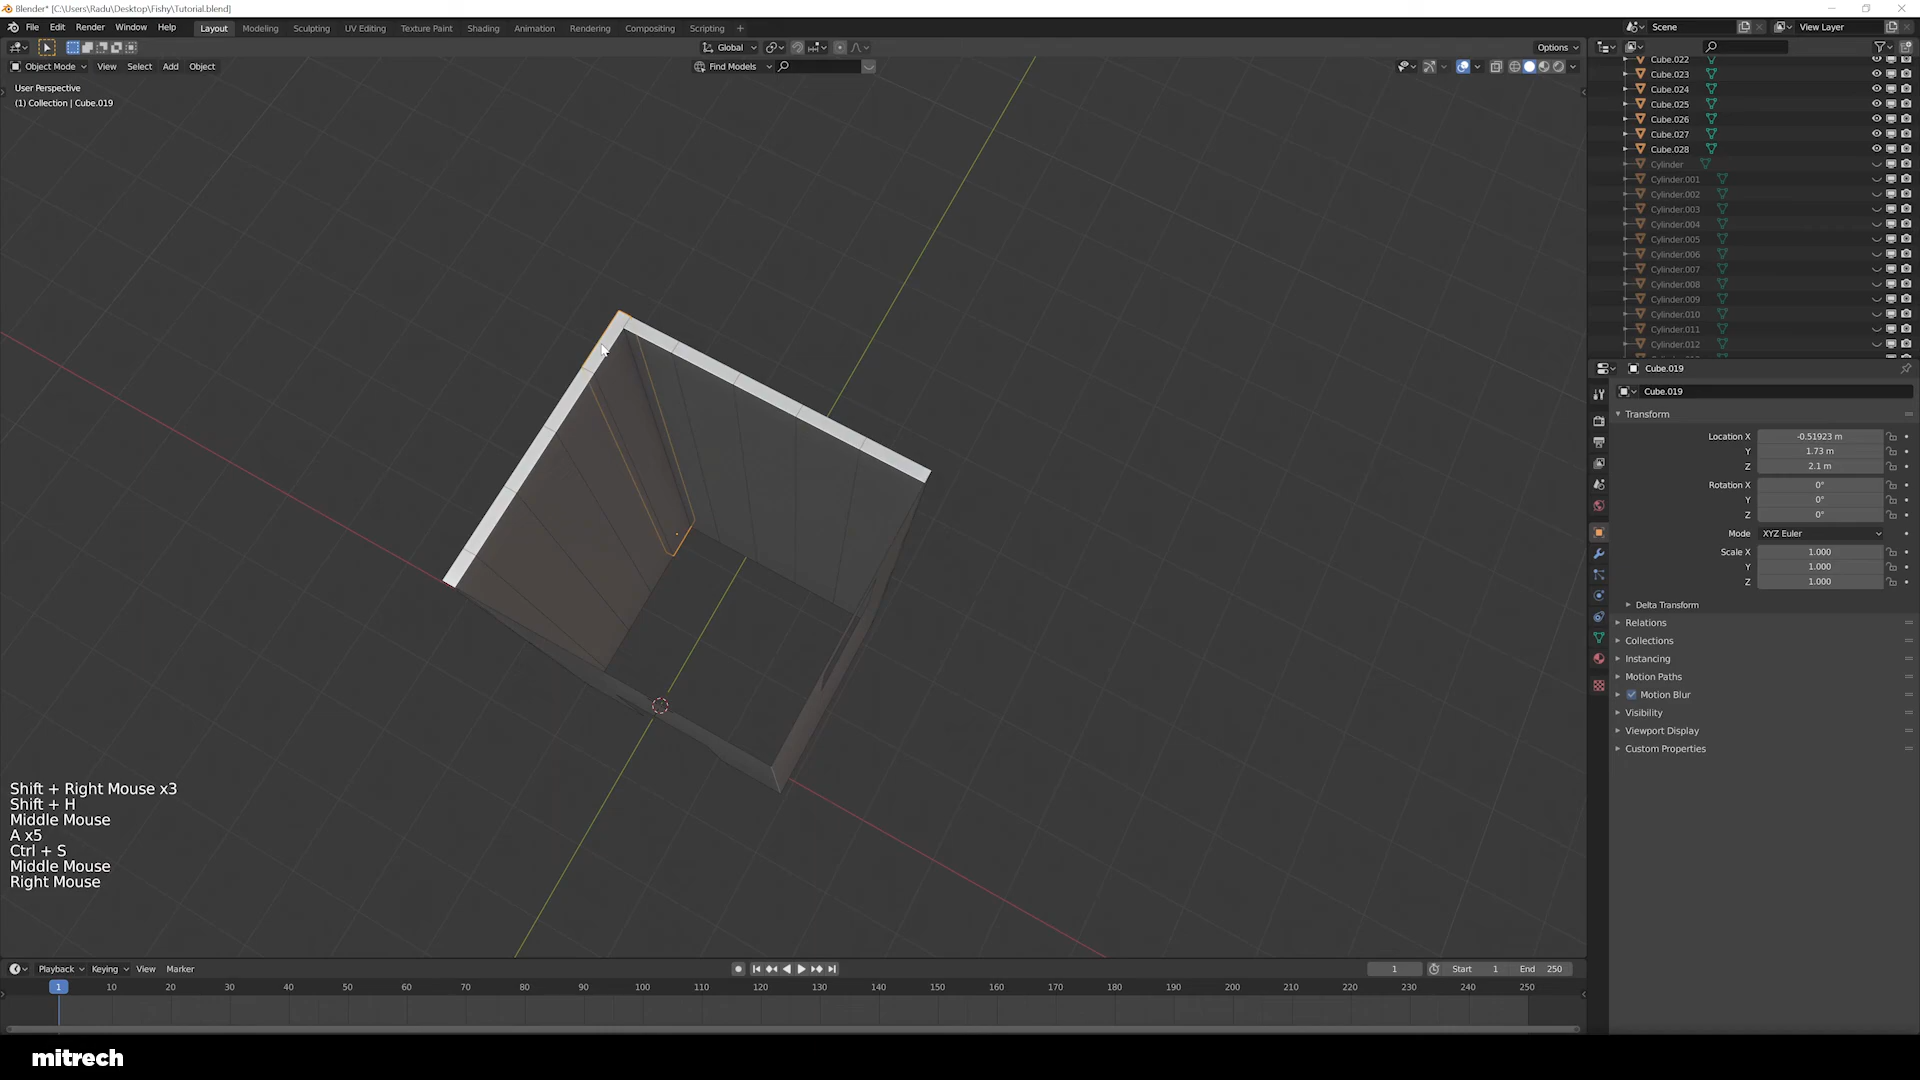 Blender* [C:\Users\Radu\Desktop\Fishy\Tutorial.blend]
File Edit Render Window Help
Layout Modeling Sculpting UV Editing Texture Paint Shading Animation Rendering Compositing Scripting +
Scene
View Layer
Global
Options
Object Mode View Select Add Object
Find Models
User Perspective
(1) Collection | Cube.019
Cube.022
Cube.023
Cube.024
Cube.025
Cube.026
Cube.027
Cube.028
Cylinder
Cylinder.001
Cylinder.002
Cylinder.003
Cylinder.004
Cylinder.005
Cylinder.006
Cylinder.007
Cylinder.008
Cylinder.009
Cylinder.010
Cylinder.011
Cylinder.012
Cube.019
Cube.019
Transform
Location X -0.51923 m
Y 1.73 m
Z 2.1 m
Rotation X 0°
Y 0°
Z 0°
Mode XYZ Euler
Scale X 1.000
Y 1.000
Z 1.000
Delta Transform
Relations
Collections
Instancing
Motion Paths
Motion Blur
Visibility
Viewport Display
Custom Properties
Shift + Right Mouse x3
Shift + H
Middle Mouse
A x5
Ctrl + S
Middle Mouse
Right Mouse
Playback Keying View Marker
1 Start 1 End 250
1 10 20 30 40 50 60 70 80 90 100 110 120 130 140 150 160 170 180 190 200 210 220 230 240 250
mitrech